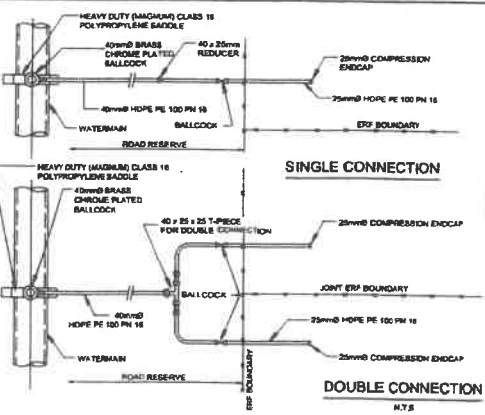 HEAVY DUTY (MAGNUM) CLASS 16
POLYPROPYLENE SADDLE
40mmØ BRASS
CHROME PLATED
BALLCOCK
40 x 25mm
REDUCER
25mmØ COMPRESSION
ENDCAP
40mmØ HDPE PE 100 PN 16
BALLCOCK
25mmØ HDPE PE 100 PN 16
WATERMAIN
ERF BOUNDARY
ROAD RESERVE
SINGLE CONNECTION
HEAVY DUTY (MAGNUM) CLASS 16
POLYPROPYLENE SADDLE
40mmØ BRASS
CHROME PLATED
BALLCOCK
40 x 25 x 25 T-PIECE
FOR DOUBLE CONNECTION
25mmØ COMPRESSION ENDCAP
BALLCOCK
JOINT ERF BOUNDARY
40mmØ
HDPE PE 100 PN 16
25mmØ HDPE PE 100 PN 16
WATERMAIN
25mmØ COMPRESSION ENDCAP
ROAD RESERVE
ERF BOUNDARY
DOUBLE CONNECTION
N.T.S